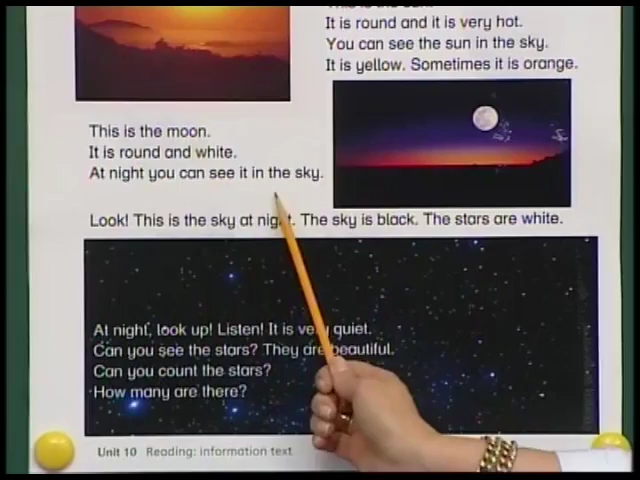 This is the sun.
It is round and it is very hot.
You can see the sun in the sky.
It is yellow. Sometimes it is orange.
This is the moon.
It is round and white.
At night you can see it in the sky.
Look! This is the sky at night. The sky is black. The stars are white.
At night, look up! Listen! It is very quiet.
Can you see the stars? They are beautiful.
Can you count the stars?
How many are there?
Unit 10 Reading: information text